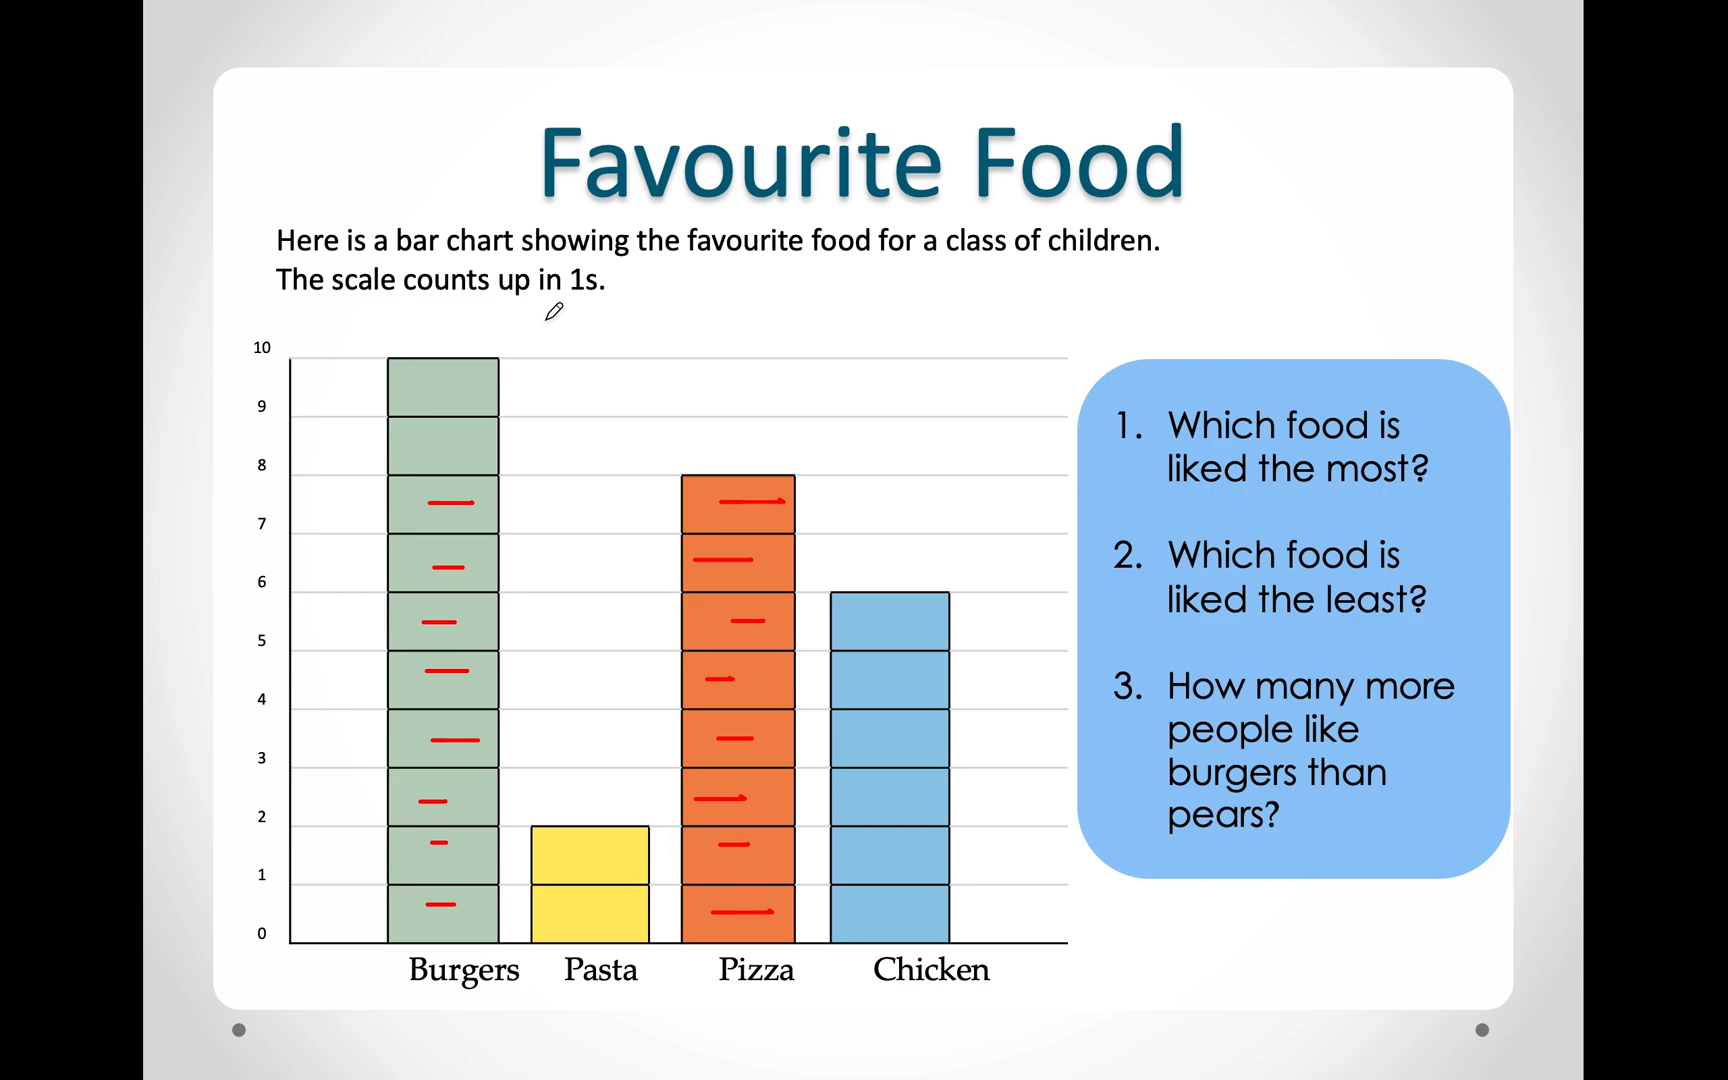 Favourite Food
Here is a bar chart showing the favourite food for a class of children.
The scale counts up in 1s.
10
9
8
7
6
5
4
3
2
1
0
Burgers Pasta Pizza Chicken
1. Which food is
liked the most?
2. Which food is
liked the least?
3. How many more
people like
burgers than
pears?